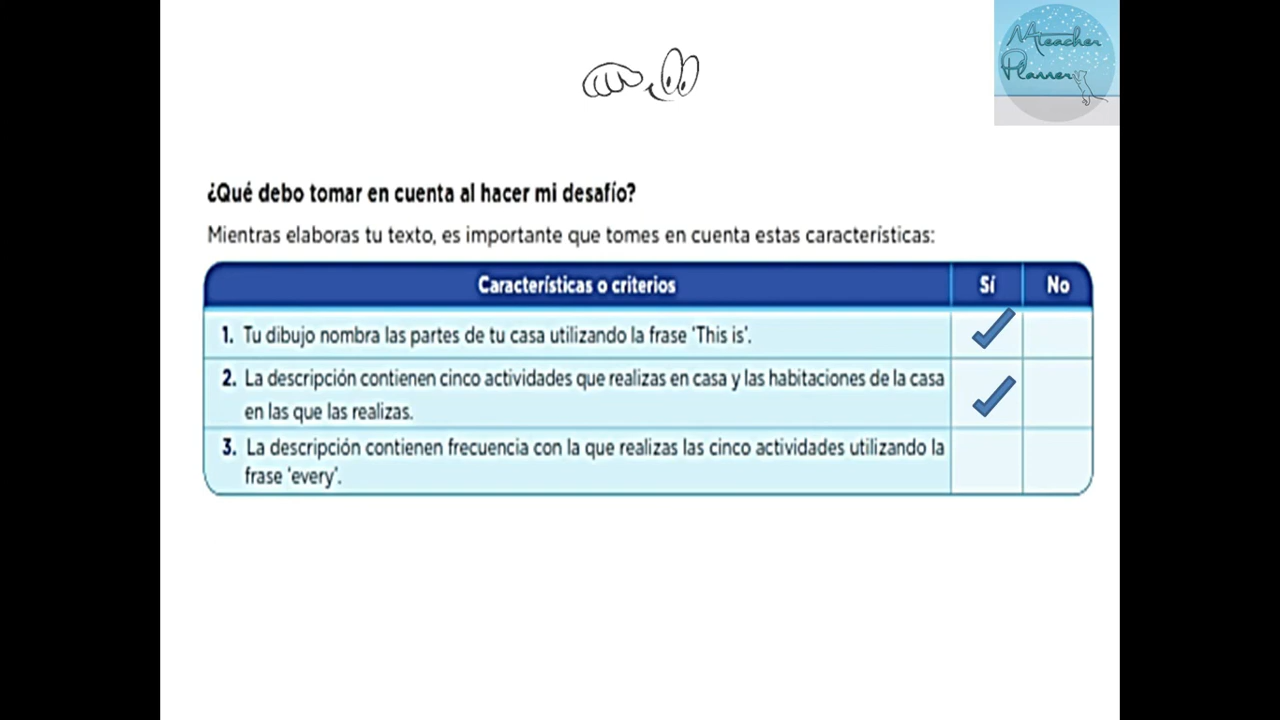 Mteacher
Planner
¿Qué debo tomar en cuenta al hacer mi desafío?
Mientras elaboras tu texto, es importante que tomes en cuenta estas características:
Características o criterios Sí No
1. Tu dibujo nombra las partes de tu casa utilizando la frase ‘This is’.
2. La descripción contienen cinco actividades que realizas en casa y las habitaciones de la casa
en las que las realizas.
3. La descripción contienen frecuencia con la que realizas las cinco actividades utilizando la
frase ‘every’.